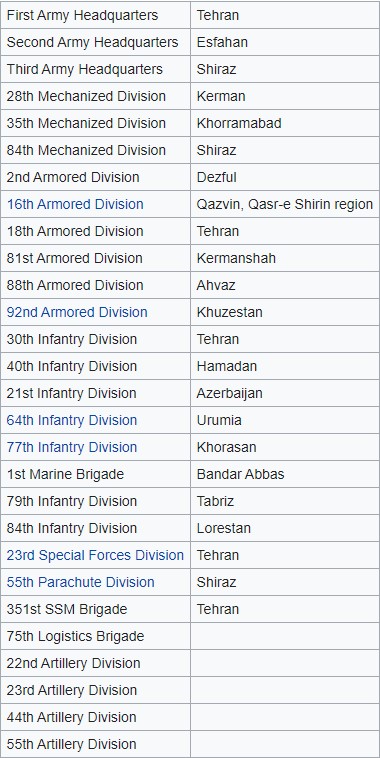 First Army Headquarters Tehran
Second Army Headquarters Esfahan
Third Army Headquarters Shiraz
28th Mechanized Division Kerman
35th Mechanized Division Khorramabad
84th Mechanized Division Shiraz
2nd Armored Division Dezful
16th Armored Division Qazvin, Qasr-e Shirin region
18th Armored Division Tehran
81st Armored Division Kermanshah
88th Armored Division Ahvaz
92nd Armored Division Khuzestan
30th Infantry Division Tehran
40th Infantry Division Hamadan
21st Infantry Division Azerbaijan
64th Infantry Division Urumia
77th Infantry Division Khorasan
1st Marine Brigade Bandar Abbas
79th Infantry Division Tabriz
84th Infantry Division Lorestan
23rd Special Forces Division Tehran
55th Parachute Division Shiraz
351st SSM Brigade Tehran
75th Logistics Brigade
22nd Artillery Division
23rd Artillery Division
44th Artillery Division
55th Artillery Division